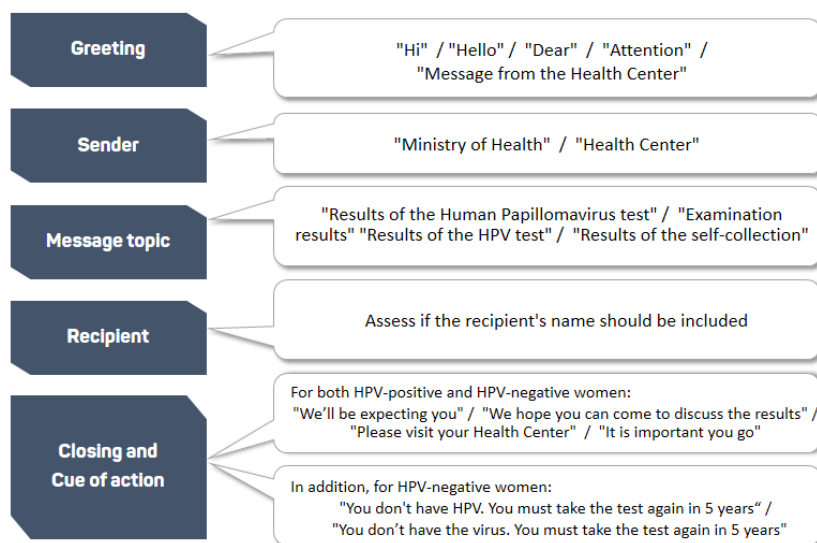 Greeting
"Hi" / "Hello" / "Dear" / "Attention" /
"Message from the Health Center"
Sender
"Ministry of Health" / "Health Center"
Message topic
"Results of the Human Papillomavirus test" / "Examination
results" "Results of the HPV test" / "Results of the self-collection"
Recipient
Assess if the recipient's name should be included
Closing and
Cue of action
For both HPV-positive and HPV-negative women:
"We’ll be expecting you" / "We hope you can come to discuss the results" /
"Please visit your Health Center" / "It is important you go"
In addition, for HPV-negative women:
"You don't have HPV. You must take the test again in 5 years“ /
"You don’t have the virus. You must take the test again in 5 years"